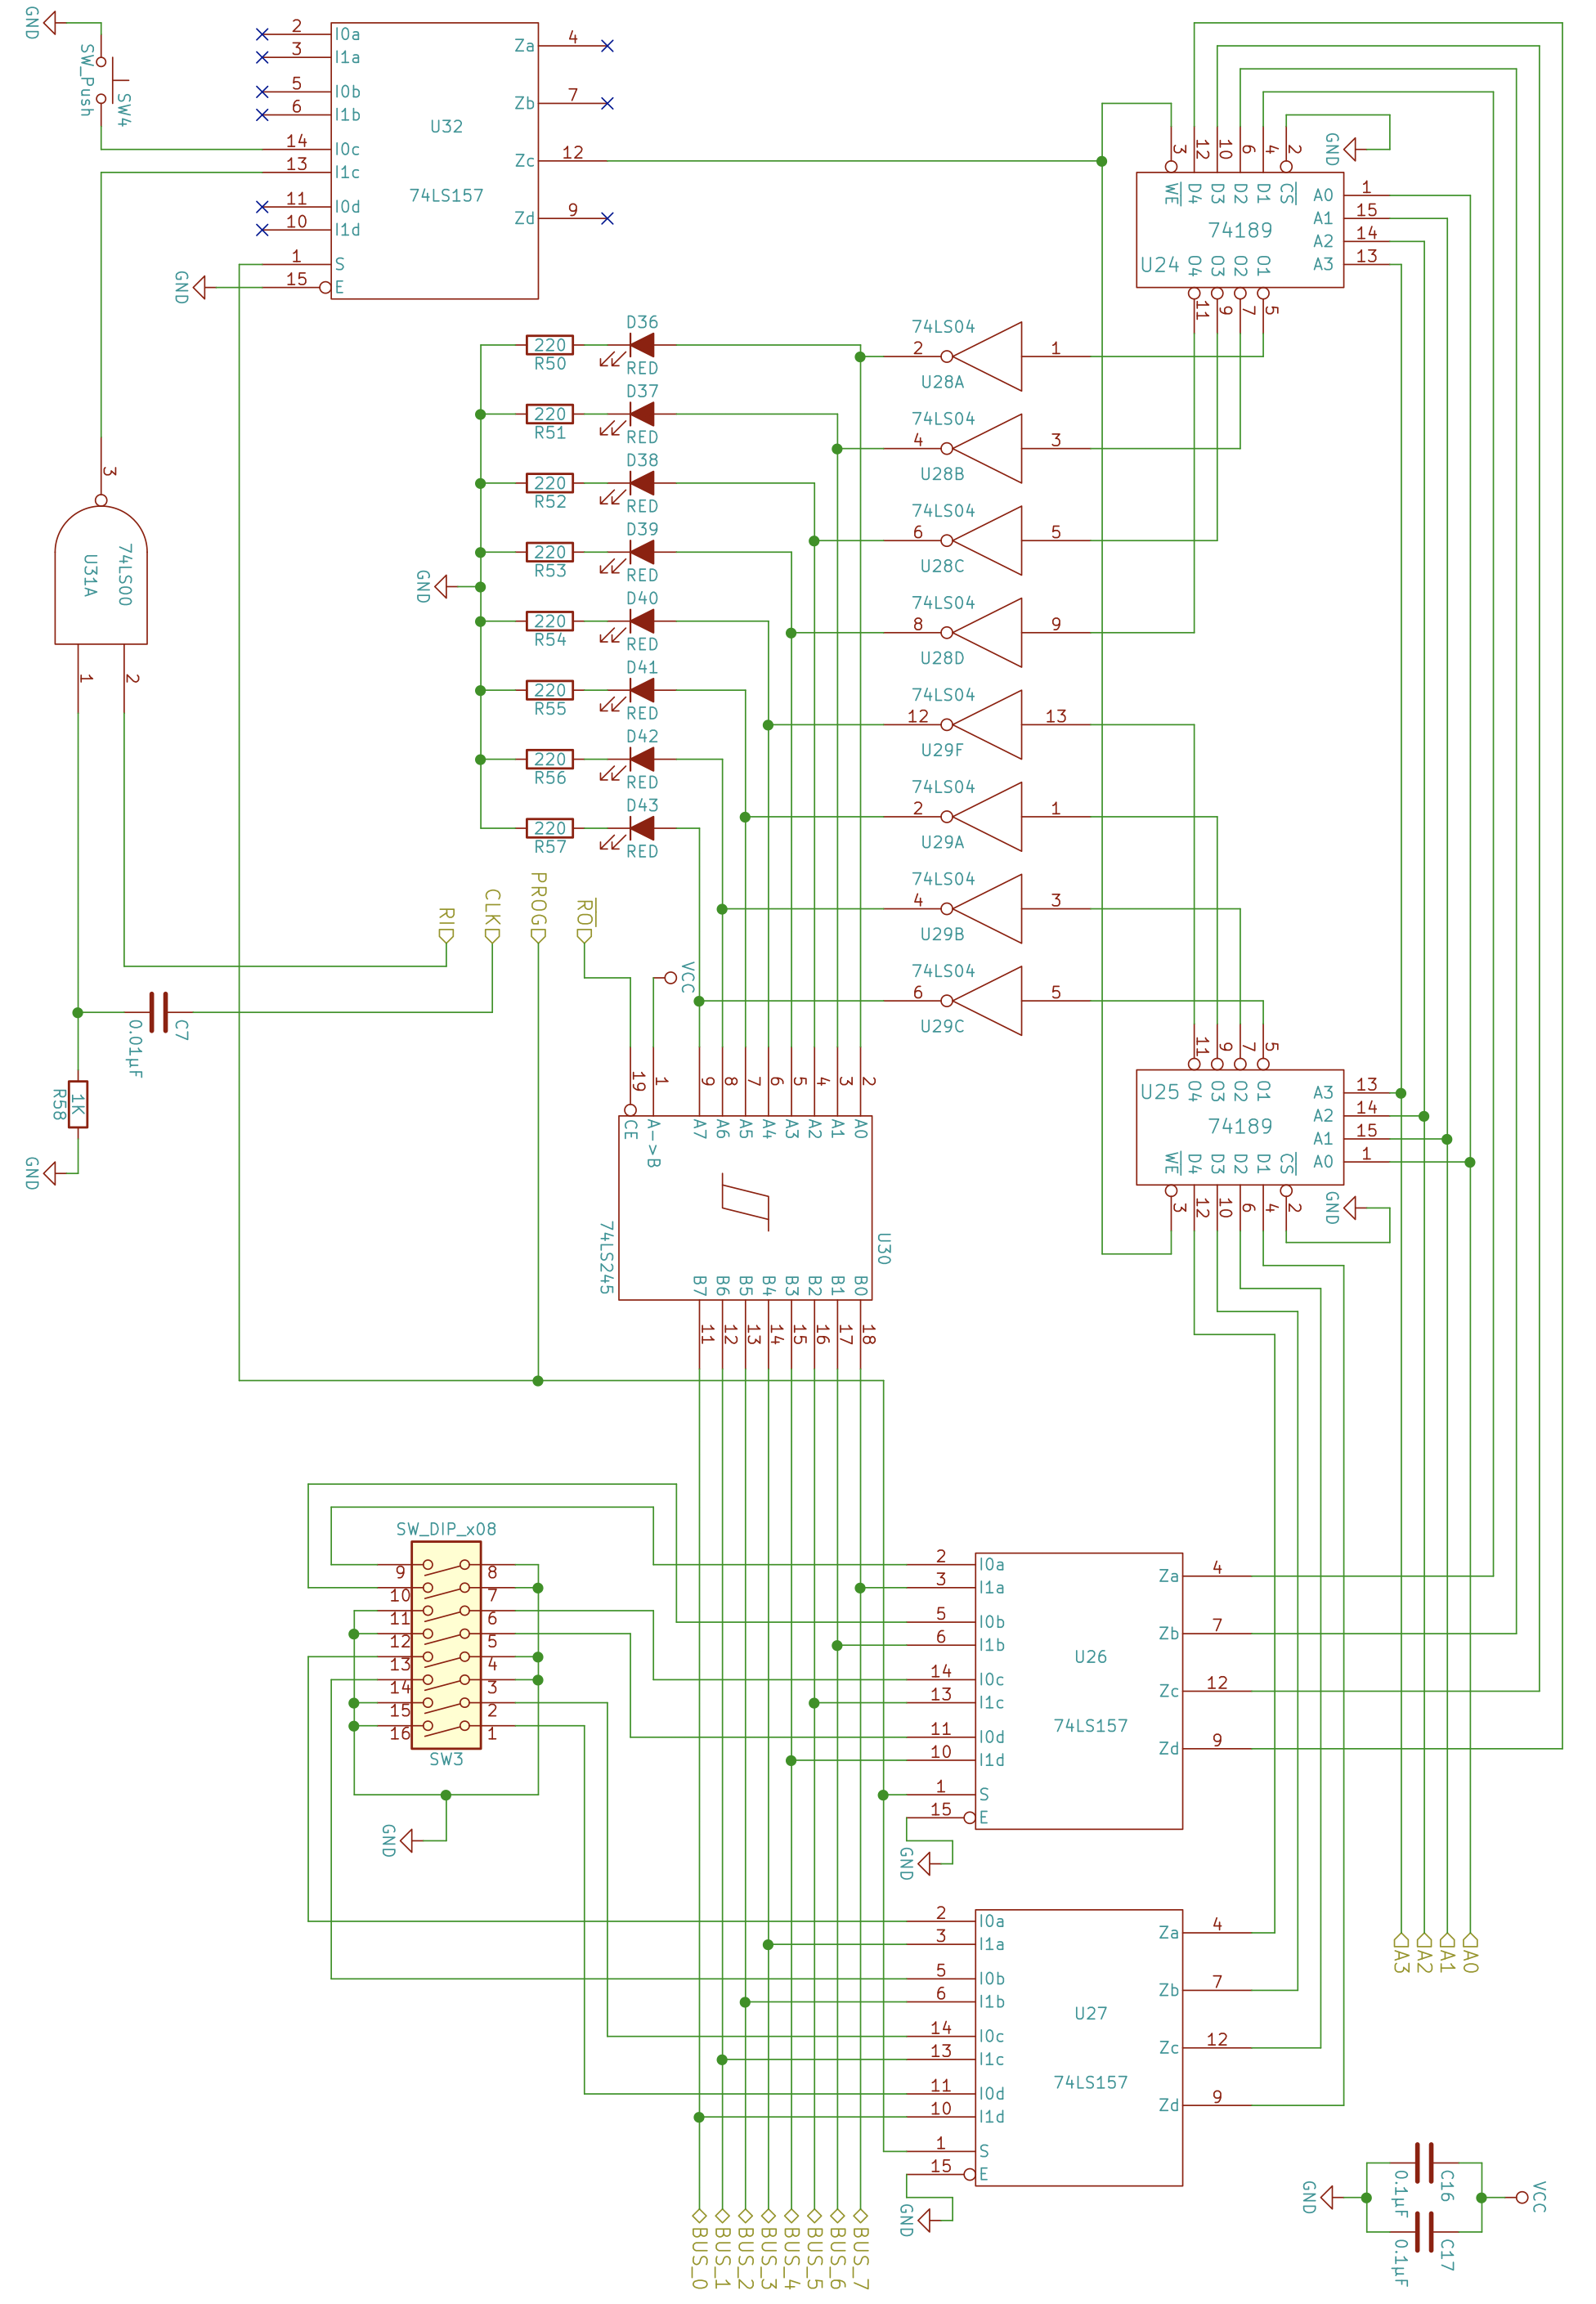 GND
SW_Push
SW4
2
3
5
6
14
13
11
10
1
15
I0a
I1a
I0b
I1b
I0c
I1c
I0d
I1d
S
E
U32
74LS157
Za
Zb
Zc
Zd
4
7
12
9
GND
3
12
10
6
4
2
GND
WE
D4
D3
D2
D1
CS
A0
A1
A2
A3
1
15
14
13
74189
U24
O4
O3
O2
O1
11
9
7
5
74LS04
2
1
U28A
74LS04
4
3
U28B
74LS04
6
5
U28C
74LS04
8
9
U28D
74LS04
12
13
U29F
74LS04
2
1
U29A
74LS04
4
3
U29B
74LS04
6
5
U29C
D36
220
R50
RED
D37
220
R51
RED
D38
220
R52
RED
D39
220
R53
RED
D40
220
R54
RED
D41
220
R55
RED
D42
220
R56
RED
D43
220
R57
RED
GND
3
74LS00
U31A
1
2
RI
CLK
PROG
RO
VCC
C7
0.01µF
1K
R58
GND
19
1
9
8
7
6
5
4
3
2
CE
A->B
A7
A6
A5
A4
A3
A2
A1
A0
U30
74LS245
B7
B6
B5
B4
B3
B2
B1
B0
11
12
13
14
15
16
17
18
11
9
7
5
O4
O3
O2
O1
U25
74189
A3
A2
A1
A0
13
14
15
1
WE
D4
D3
D2
D1
CS
3
12
10
6
4
2
GND
SW_DIP_x08
9
10
11
12
13
14
15
16
8
7
6
5
4
3
2
1
SW3
GND
2
3
5
6
14
13
11
10
1
15
I0a
I1a
I0b
I1b
I0c
I1c
I0d
I1d
S
E
U26
74LS157
Za
Zb
Zc
Zd
4
7
12
9
GND
2
3
5
6
14
13
11
10
1
15
I0a
I1a
I0b
I1b
I0c
I1c
I0d
I1d
S
E
U27
74LS157
Za
Zb
Zc
Zd
4
7
12
9
GND
A3
A2
A1
A0
BUS_0
BUS_1
BUS_2
BUS_3
BUS_4
BUS_5
BUS_6
BUS_7
VCC
C16
0.1µF
C17
0.1µF
GND